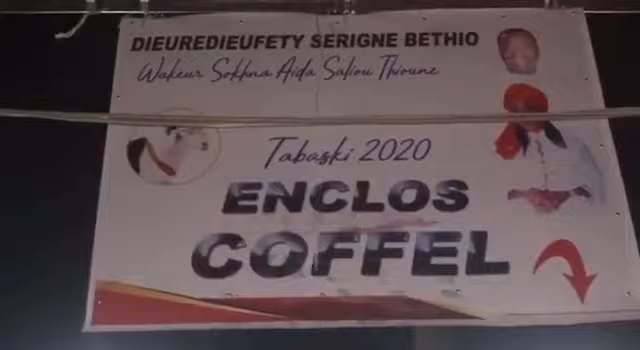 DIEUREDIEUFETY SERIGNE BETHIO
Wakeur Sokhna Aida Saliou Thioune
Tabaski 2020
ENCLOS
COFFEL